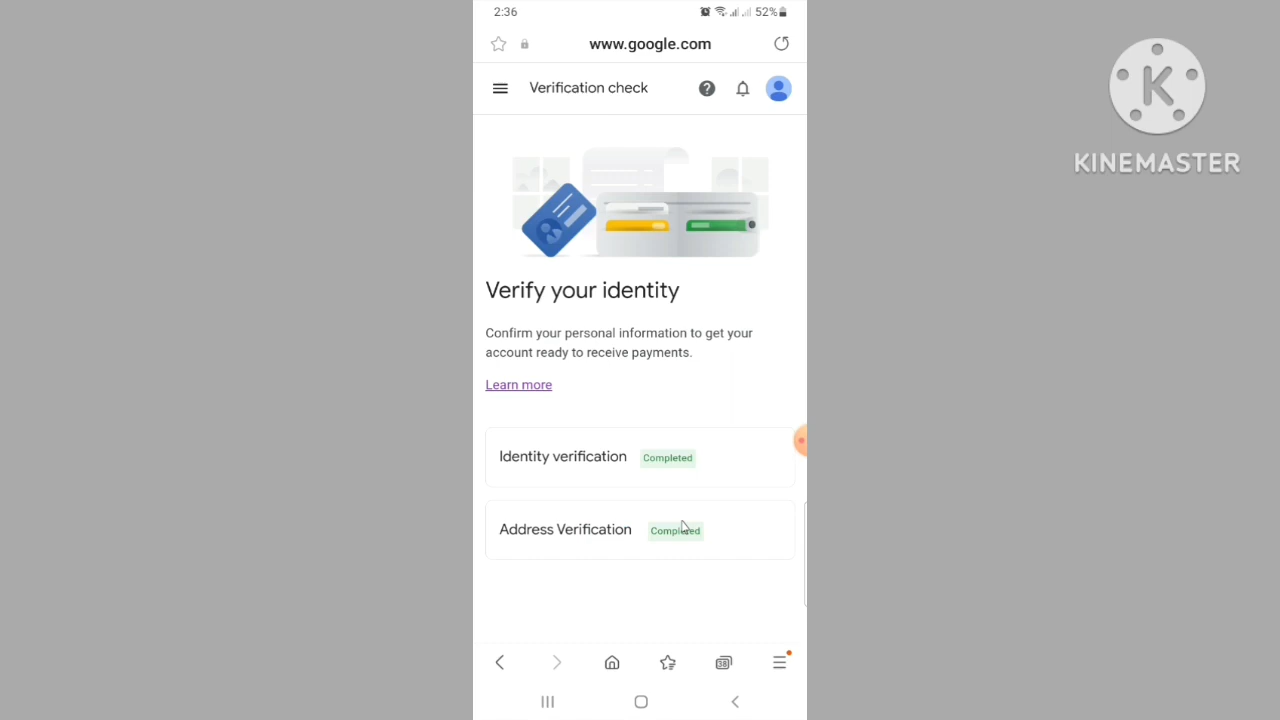 2:36
52%
www.google.com
Verification check
K
KINEMASTER
Verify your identity
Confirm your personal information to get your
account ready to receive payments.
Learn more
Identity verification Completed
Address Verification Completed
38